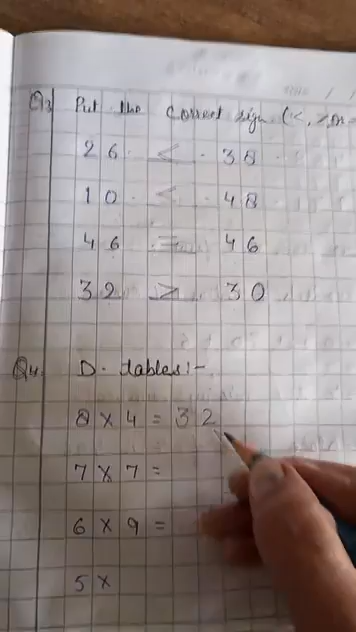 Q3 Put the correct sign (<, >, or =
26 < 38
10 < 48
46 = 46
32 > 30
Q4. D. tables:-
8 × 4 = 32
7 × 7 =
6 × 9 =
5 ×